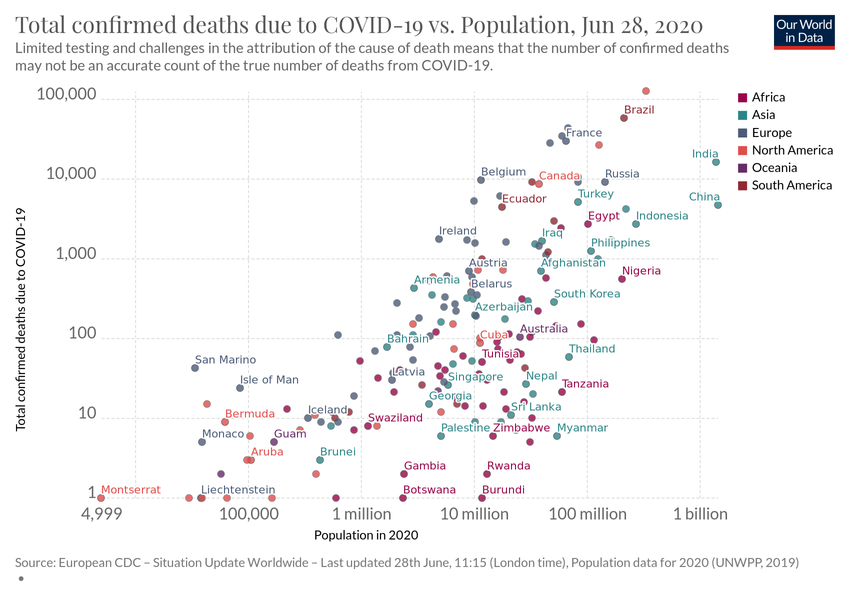 Total confirmed deaths due to COVID-19 vs. Population, Jun 28, 2020
Our World
in Data
Limited testing and challenges in the attribution of the cause of death means that the number of confirmed deaths
may not be an accurate count of the true number of deaths from COVID-19.
100,000
10,000
1,000
100
10
1
Total confirmed deaths due to COVID-19
Brazil
France
India
Belgium
Canada
Russia
Ecuador
Turkey
China
Egypt
Indonesia
Ireland
Iraq
Philippines
Austria
Afghanistan
Nigeria
Armenia
Belarus
South Korea
Azerbaijan
Australia
Cuba
Bahrain
Thailand
Tunisia
San Marino
Latvia
Singapore
Nepal
Isle of Man
Tanzania
Georgia
Sri Lanka
Iceland
Bermuda
Swaziland
Monaco
Guam
Palestine
Zimbabwe
Myanmar
Aruba
Brunei
Gambia
Rwanda
Montserrat
Liechtenstein
Botswana
Burundi
4,999
100,000
1 million
10 million
100 million
1 billion
Population in 2020
Africa
Asia
Europe
North America
Oceania
South America
Source: European CDC – Situation Update Worldwide – Last updated 28th June, 11:15 (London time), Population data for 2020 (UNWPP, 2019)